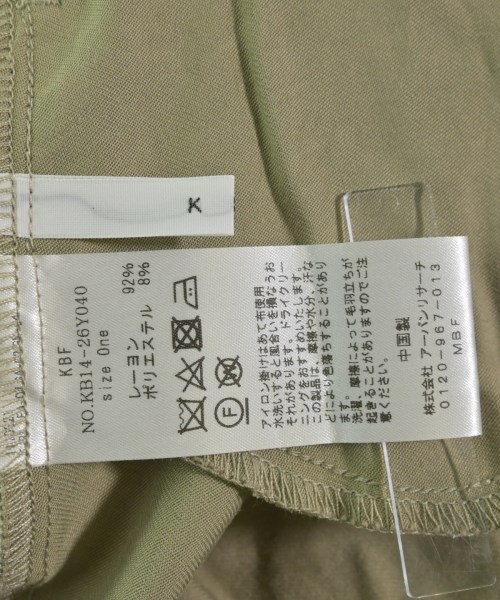 K
KBF
NO.KB14-26Y040
size One
レーヨン 92%
ポリエステル 8%
F
アイロン掛けはあて布使用
水洗いすると風合いを損なうお
それがあります。ドライクリー
ニングをおすすめいたします。
この製品は、摩擦や水分、汗な
どにより色落ちすることがあり
ます。
洗濯、摩擦によって毛羽立ちが
起きることがありますのでご注
意ください。
中国製
株式会社 アーバンリサーチ
0120-967-013
MBF